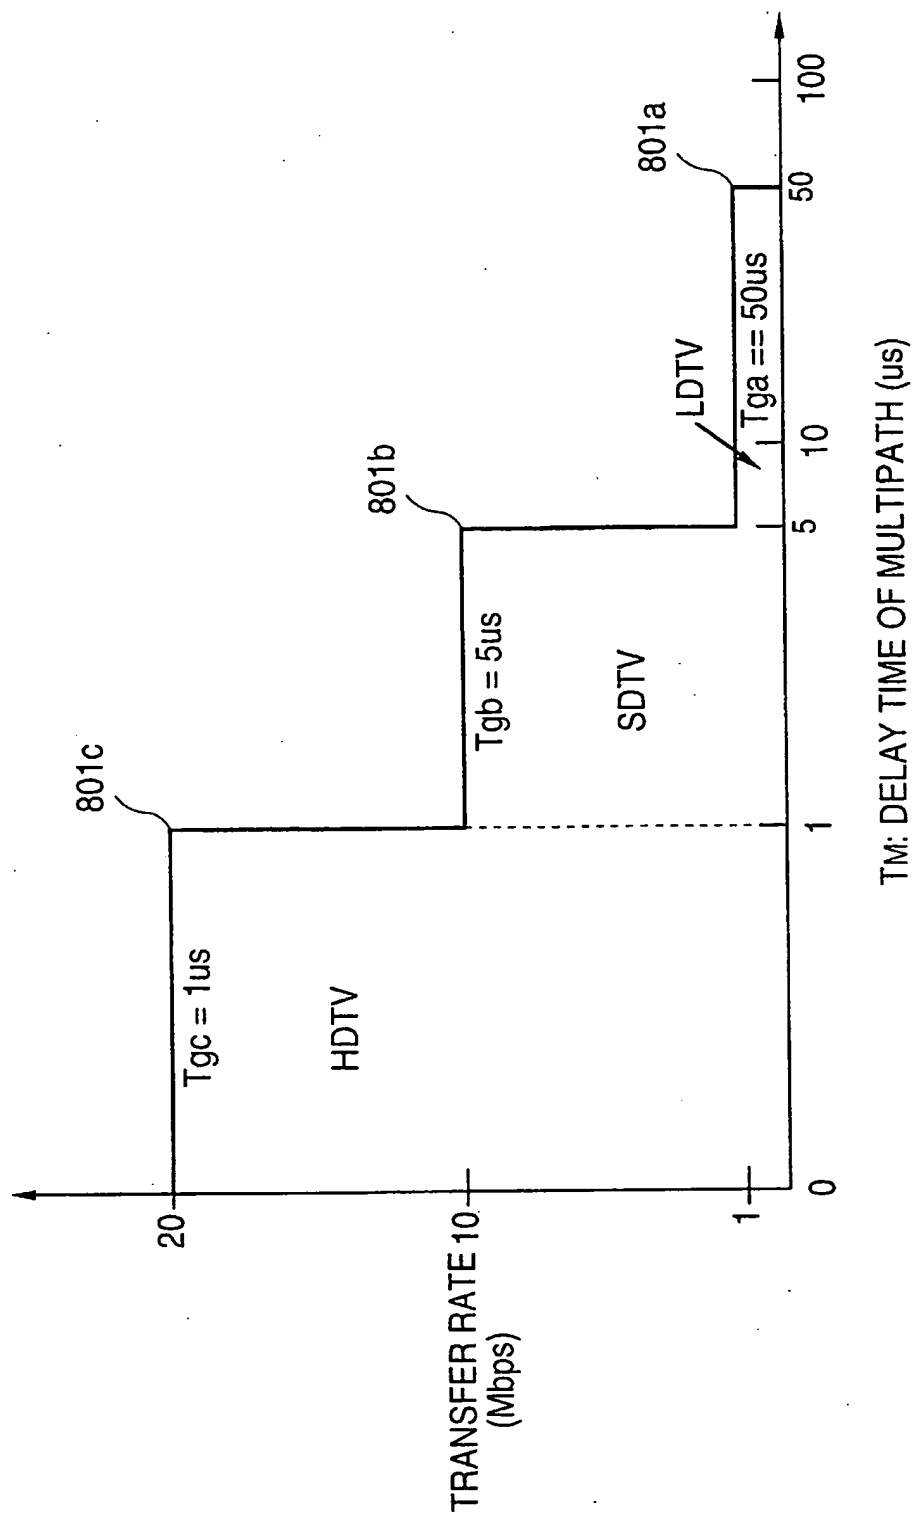 801c
20
Tgc = 1us
HDTV
801b
TRANSFER RATE 10
(Mbps)
Tgb = 5us
SDTV
801a
LDTV
Tga == 50us
1
0
1
5
10
50
100
TM: DELAY TIME OF MULTIPATH (us)